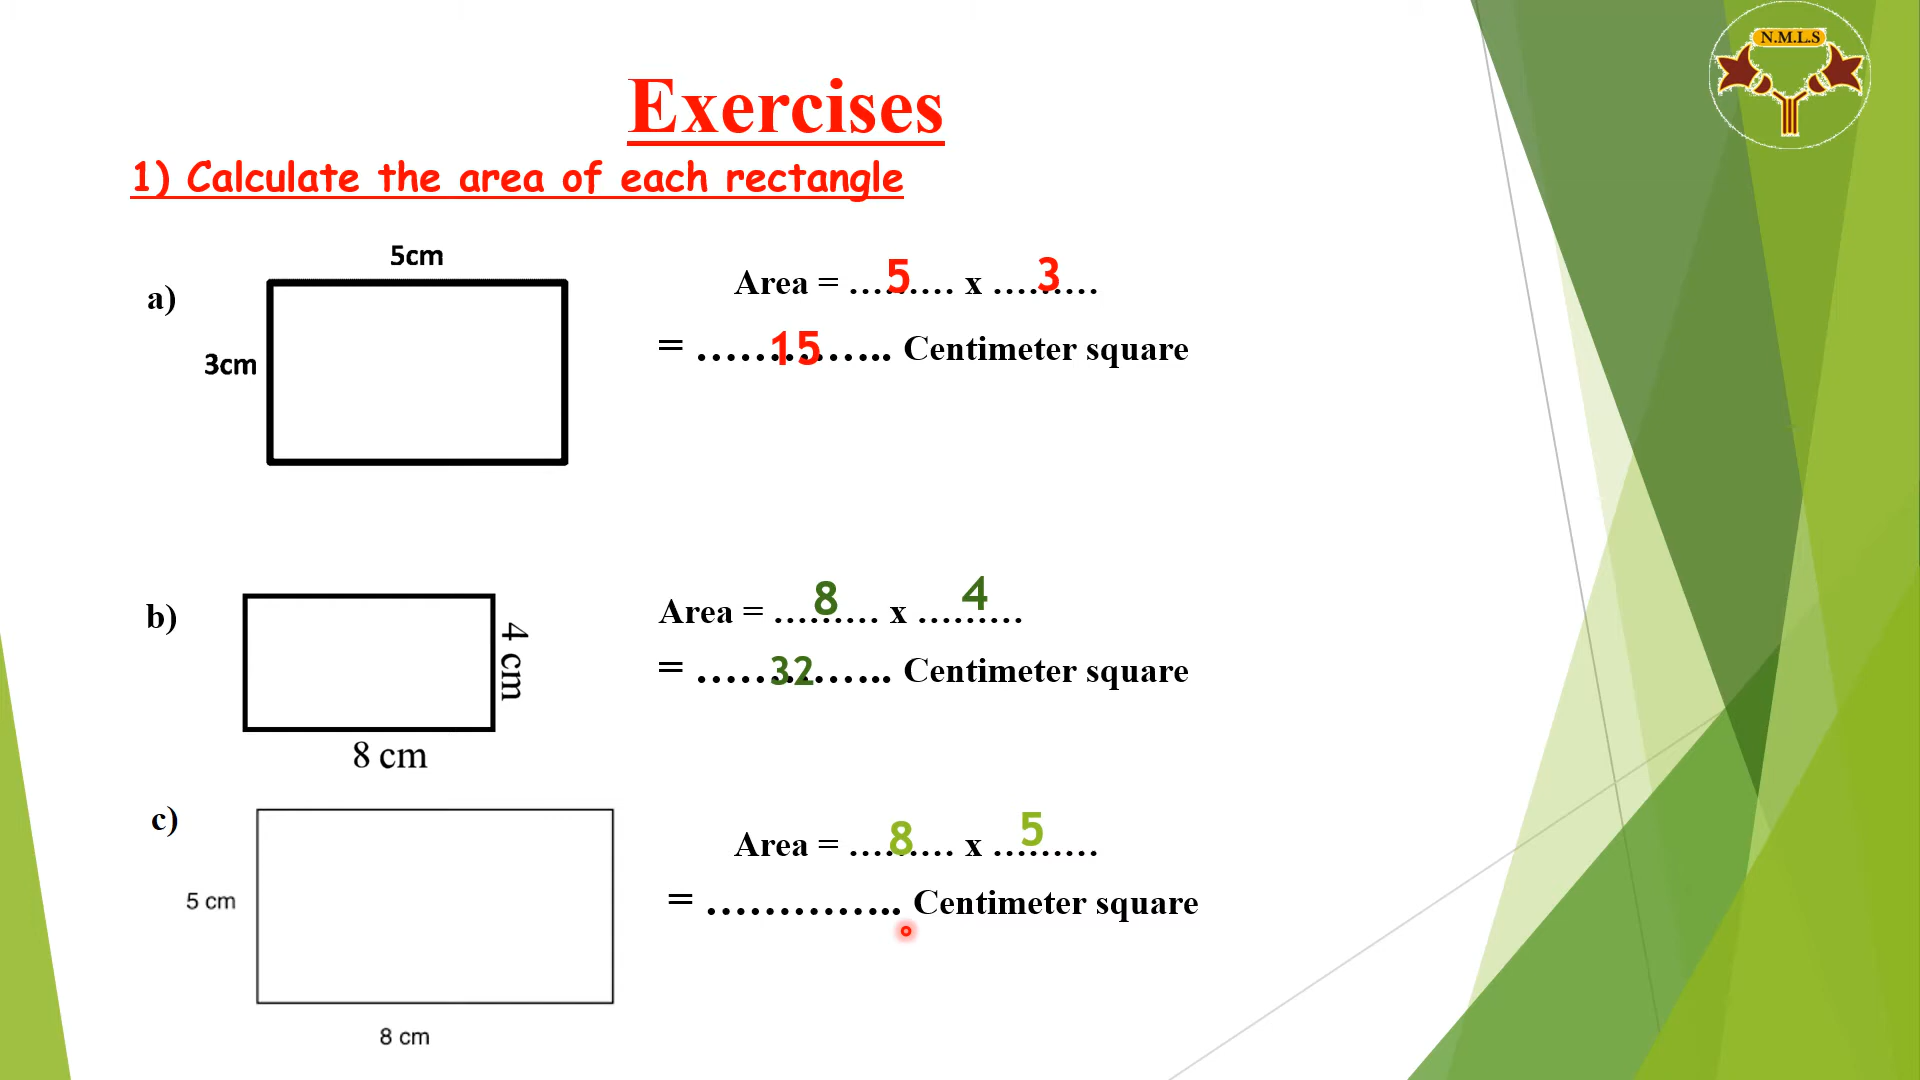 N.M.L.S
Exercises
1) Calculate the area of each rectangle
5cm
a)
3cm
Area = ...5...... x ...3......
= .....15....... Centimeter square
b)
4 cm
8 cm
Area = ...8...... x ...4......
= .....32....... Centimeter square
c)
5 cm
8 cm
Area = ...8...... x ...5......
= ............... Centimeter square